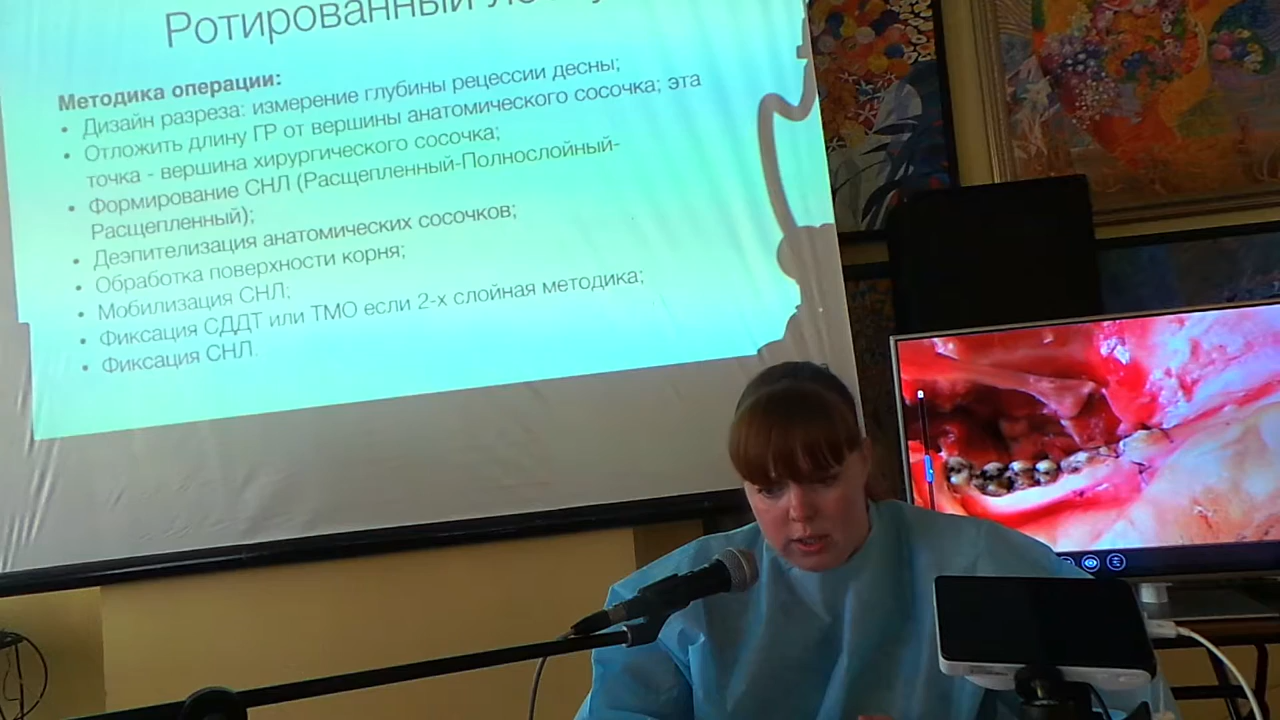 Ротированный
Методика операции:
• Дизайн разреза: измерение глубины рецессии десны;
• Отложить длину ГР от вершины анатомического сосочка; эта
точка - вершина хирургического сосочка;
• Формирование СНЛ (Расщепленный-Полнослойный-
Расщепленный);
• Деэпителизация анатомических сосочков;
• Обработка поверхности корня;
• Мобилизация СНЛ;
• Фиксация СДДТ или ТМО если 2-х слойная методика;
• Фиксация СНЛ.